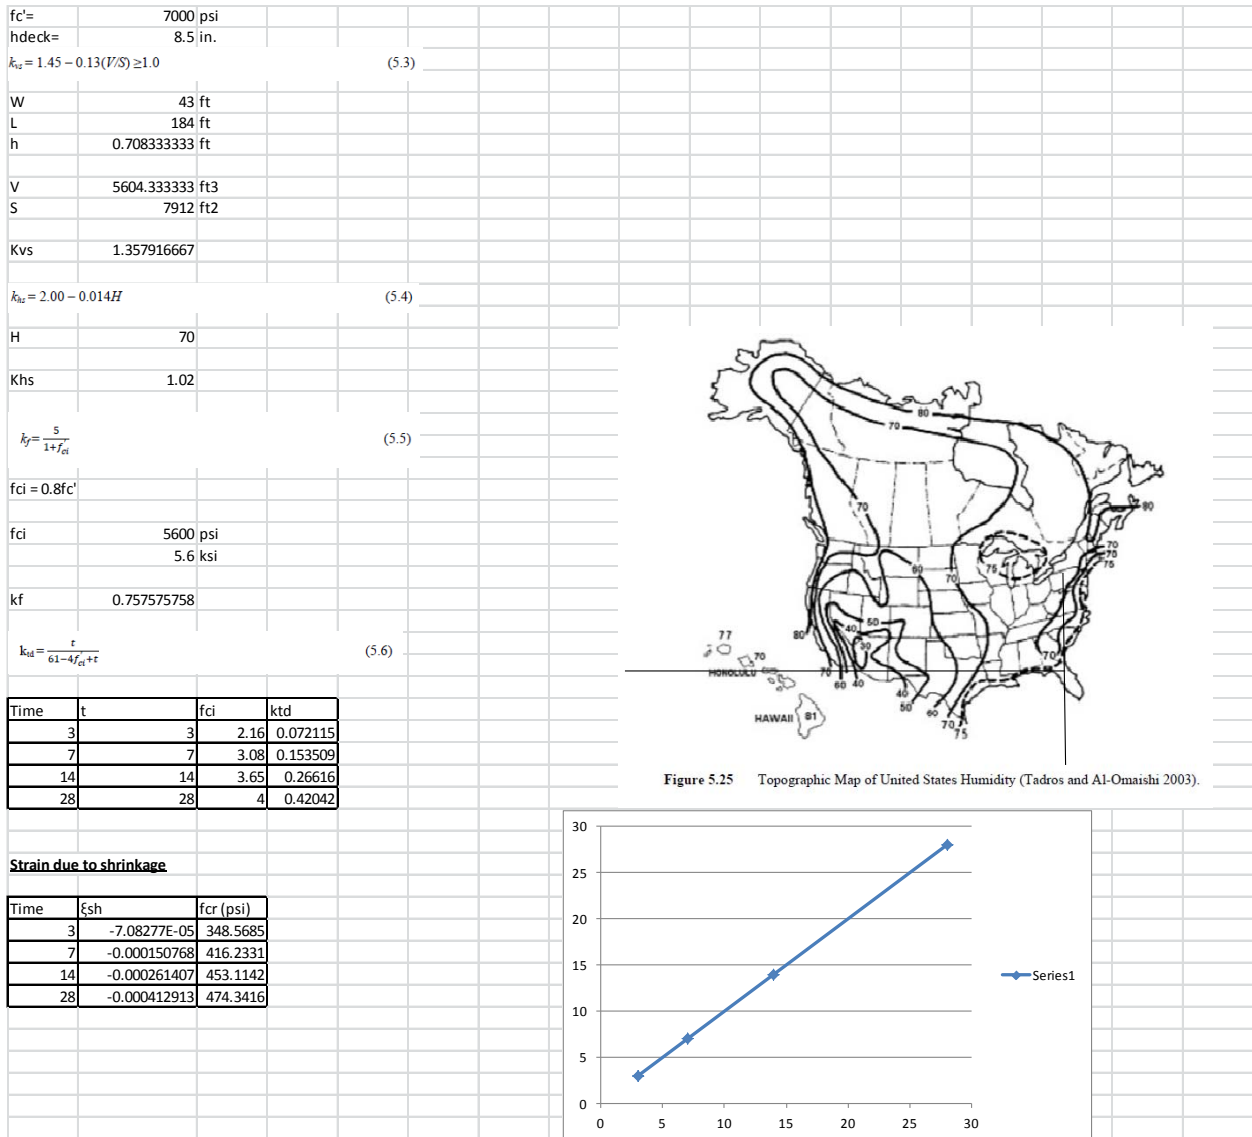 fc'= 7000 psi
hdeck= 8.5 in.
kvs = 1.45 – 0.13(V/S) ≥1.0 (5.3)
W 43 ft
L 184 ft
h 0.708333333 ft
V 5604.333333 ft3
S 7912 ft2
Kvs 1.357916667
khs = 2.00 – 0.014H (5.4)
H 70
Khs 1.02
kf = 5 / 1+f'ci (5.5)
fci = 0.8fc'
fci 5600 psi
5.6 ksi
kf 0.757575758
ktd = t / 61–4f'ci+t (5.6)
Time t fci ktd
3 3 2.16 0.072115
7 7 3.08 0.153509
14 14 3.65 0.26616
28 28 4 0.42042
Strain due to shrinkage
Time ξsh fcr (psi)
3 -7.08277E-05 348.5685
7 -0.000150768 416.2331
14 -0.000261407 453.1142
28 -0.000412913 474.3416
80
70
80
70
70
70
75
60
75
70
50
40
30
80
77
70
HONOLULU
70
60
40
40
50
60
70
75
70
HAWAII 81
Figure 5.25 Topographic Map of United States Humidity (Tadros and Al-Omaishi 2003).
30
25
20
15
10
5
0
0 5 10 15 20 25 30
Series1